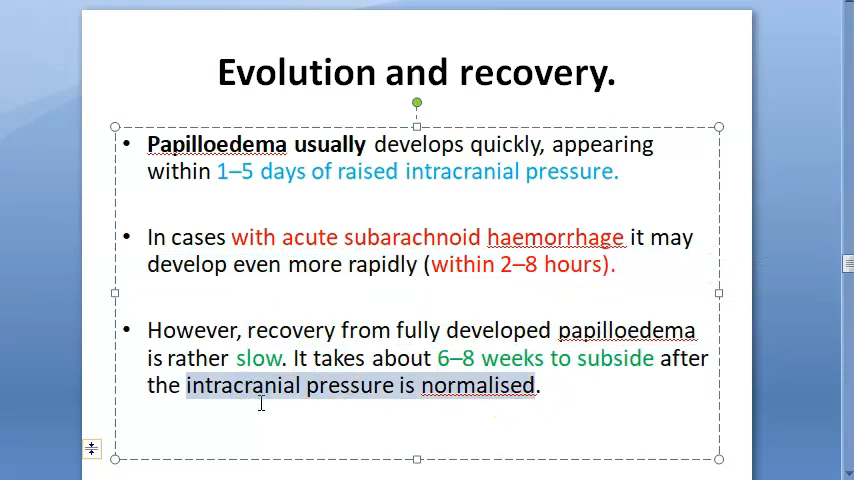 Evolution and recovery.
• Papilloedema usually develops quickly, appearing
within 1–5 days of raised intracranial pressure.
• In cases with acute subarachnoid haemorrhage it may
develop even more rapidly (within 2–8 hours).
• However, recovery from fully developed papilloedema
is rather slow. It takes about 6–8 weeks to subside after
the intracranial pressure is normalised.